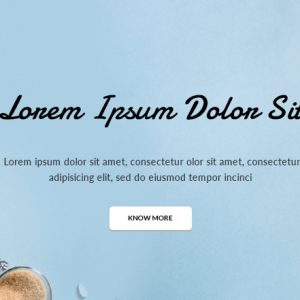 Lorem Ipsum Dolor Sit
Lorem ipsum dolor sit amet, consectetur olor sit amet, consectetur
adipisicing elit, sed do eiusmod tempor incinci
KNOW MORE